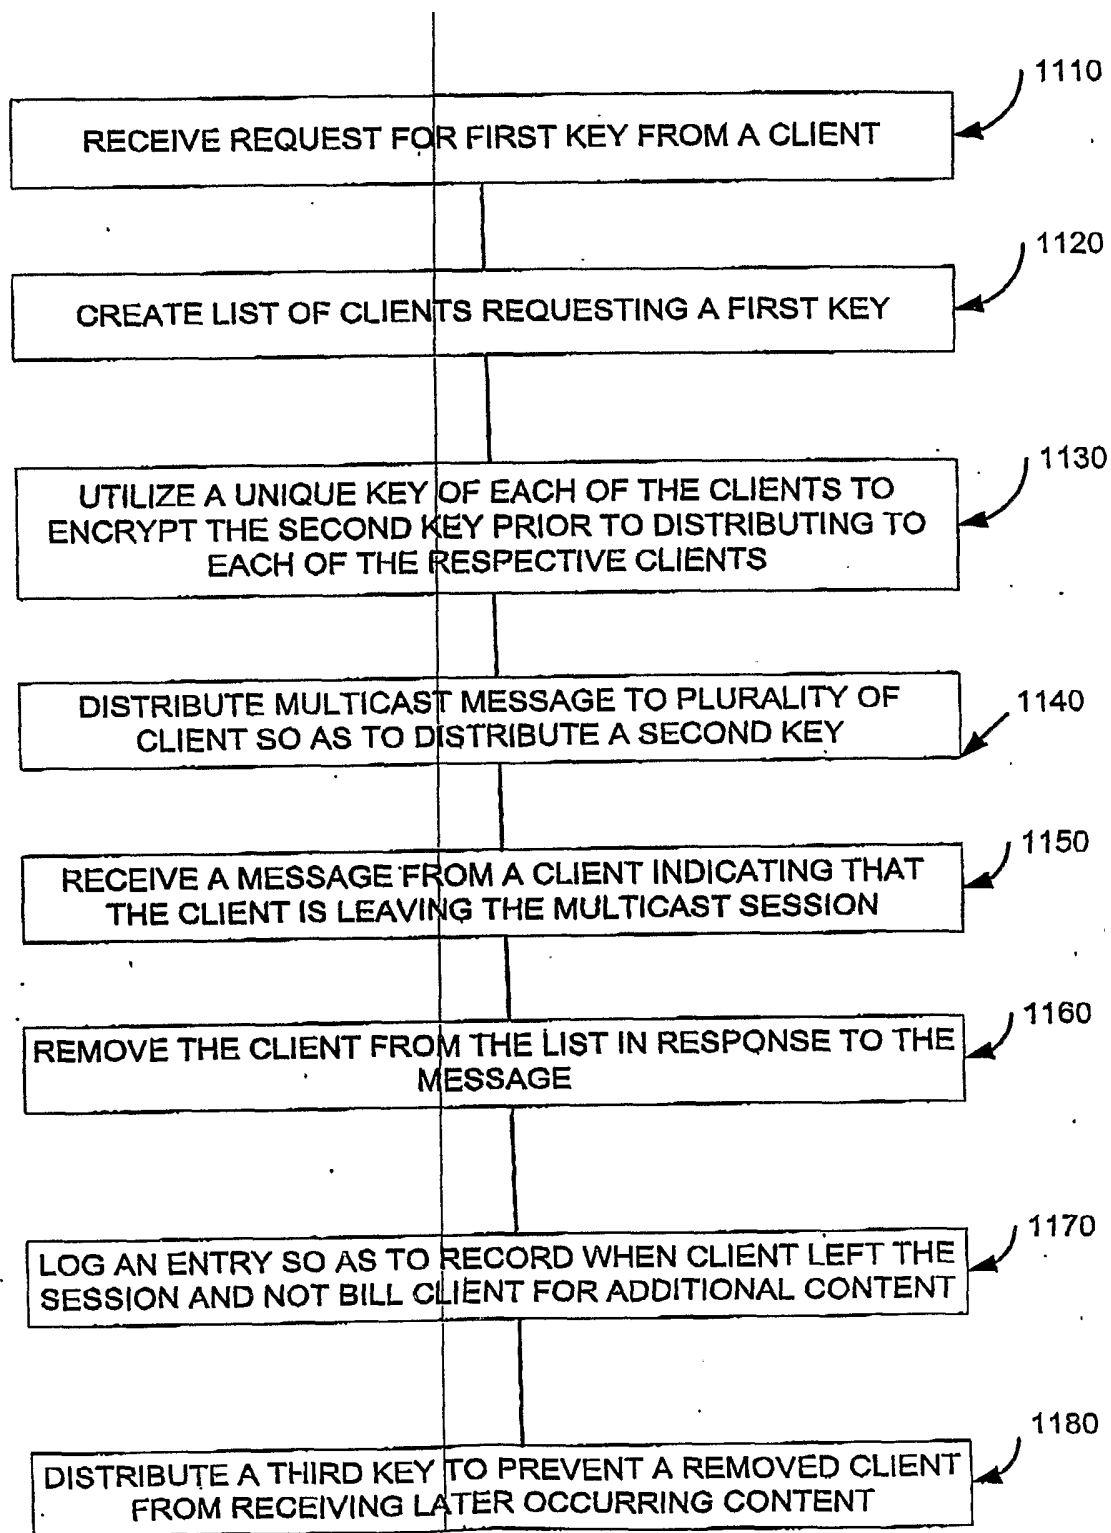 1110
RECEIVE REQUEST FOR FIRST KEY FROM A CLIENT
1120
CREATE LIST OF CLIENTS REQUESTING A FIRST KEY
1130
UTILIZE A UNIQUE KEY OF EACH OF THE CLIENTS TO
ENCRYPT THE SECOND KEY PRIOR TO DISTRIBUTING TO
EACH OF THE RESPECTIVE CLIENTS
1140
DISTRIBUTE MULTICAST MESSAGE TO PLURALITY OF
CLIENT SO AS TO DISTRIBUTE A SECOND KEY
1150
RECEIVE A MESSAGE FROM A CLIENT INDICATING THAT
THE CLIENT IS LEAVING THE MULTICAST SESSION
1160
REMOVE THE CLIENT FROM THE LIST IN RESPONSE TO THE
MESSAGE
1170
LOG AN ENTRY SO AS TO RECORD WHEN CLIENT LEFT THE
SESSION AND NOT BILL CLIENT FOR ADDITIONAL CONTENT
1180
DISTRIBUTE A THIRD KEY TO PREVENT A REMOVED CLIENT
FROM RECEIVING LATER OCCURRING CONTENT